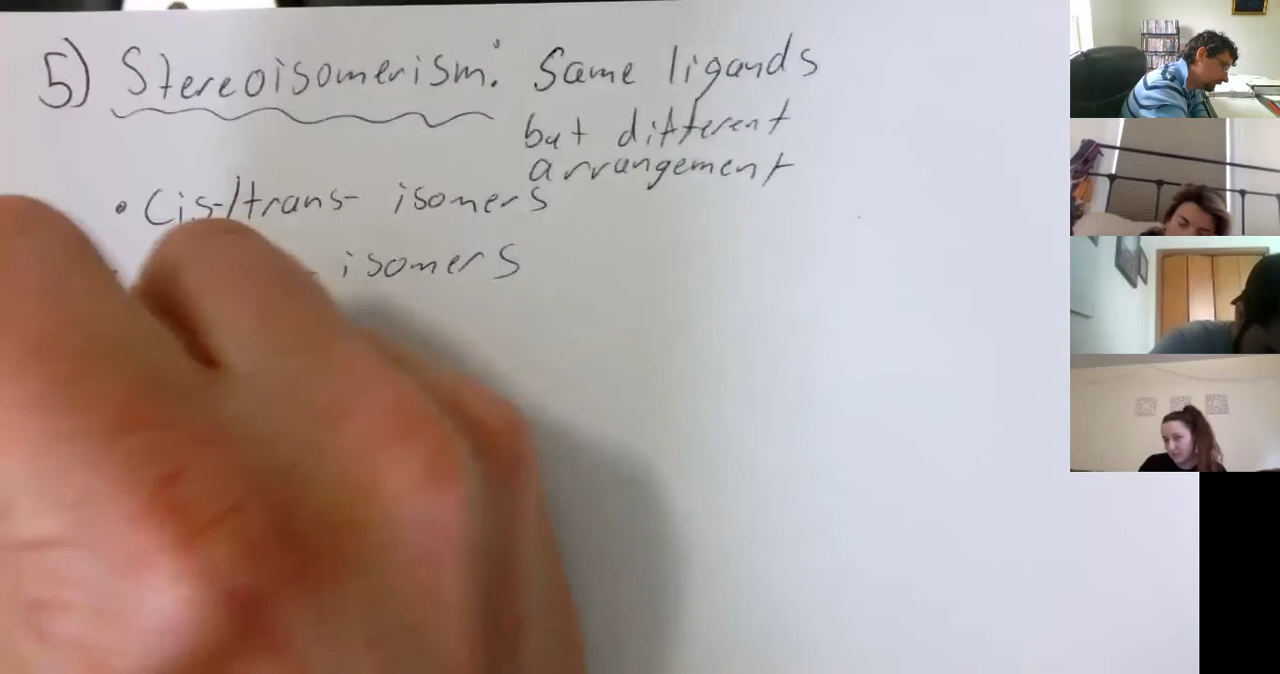 5) Stereoisomerism: Same ligands
but different
arrangement
• Cis-/trans- isomers
- isomers